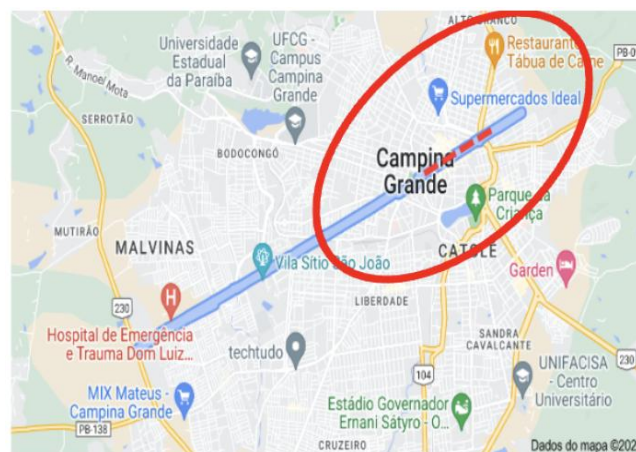 ALTO BRANCO
Universidade
Estadual
da Paraíba
UFCG -
Campus
Campina
Grande
Restaurante
Tábua de Carne
PB-0
R. Manoel Mota
SERROTÃO
Supermercados Ideal
BODOCONGÓ
Campina
Grande
Parque da
Criança
MUTIRÃO
MALVINAS
Vila Sítio São João
CATOLÉ
Garden
230
LIBERDADE
Hospital de Emergência
e Trauma Dom Luiz...
techtudo
SANDRA
CAVALCANTE
230
104
UNIFACISA -
Centro
Universitário
MIX Mateus -
Campina Grande
Estádio Governador
Ernani Sátyro - O...
PB-138
CRUZEIRO
Dados do mapa ©202